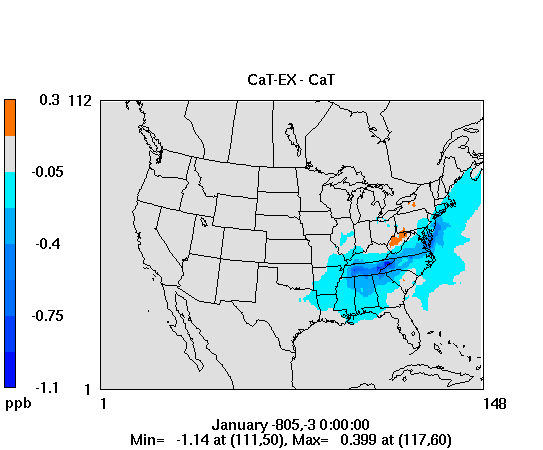 CaT-EX - CaT
0.3
112
-0.05
-0.4
-0.75
-1.1
1
ppb
1
148
January -805,-3 0:00:00
Min= -1.14 at (111,50), Max= 0.399 at (117,60)